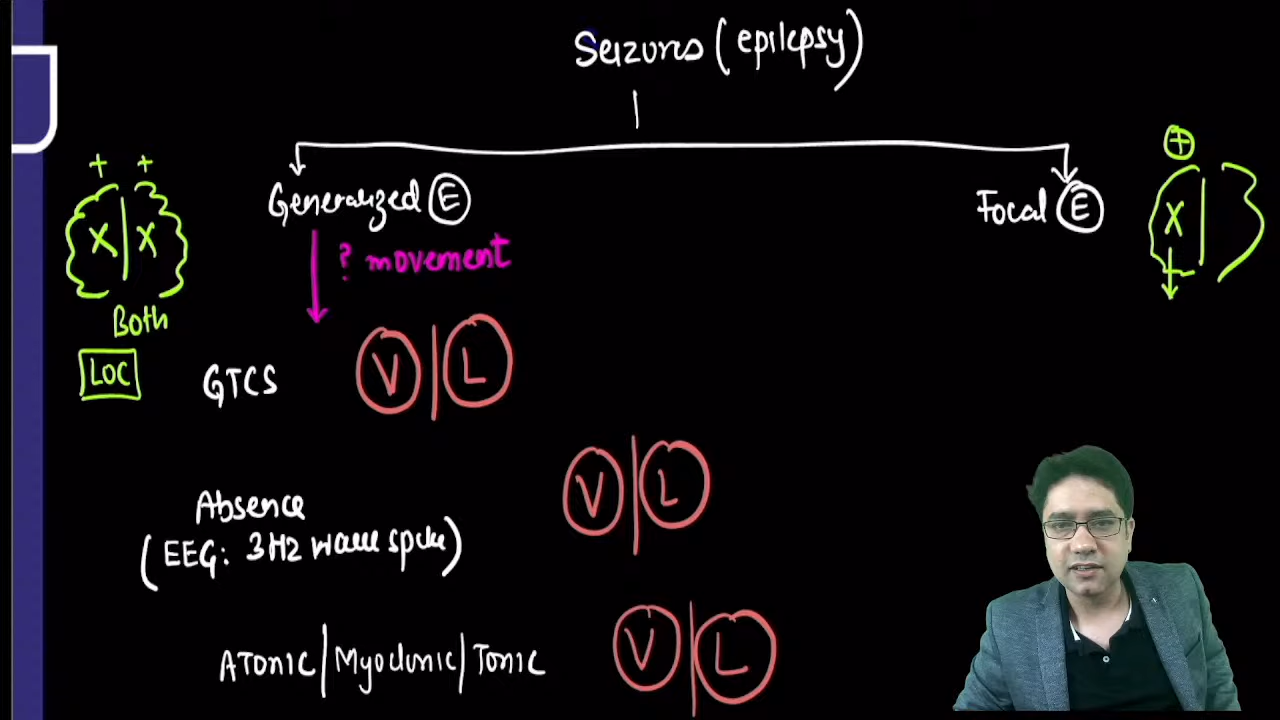 Seizures (epilepsy)
+ +
+
Generalized E
Focal E
X | X
X
? movement
Both
LOC
GTCS
V | L
V | L
Absence
(EEG: 3Hz wave spike)
Atonic | Myoclonic | Tonic
V | L